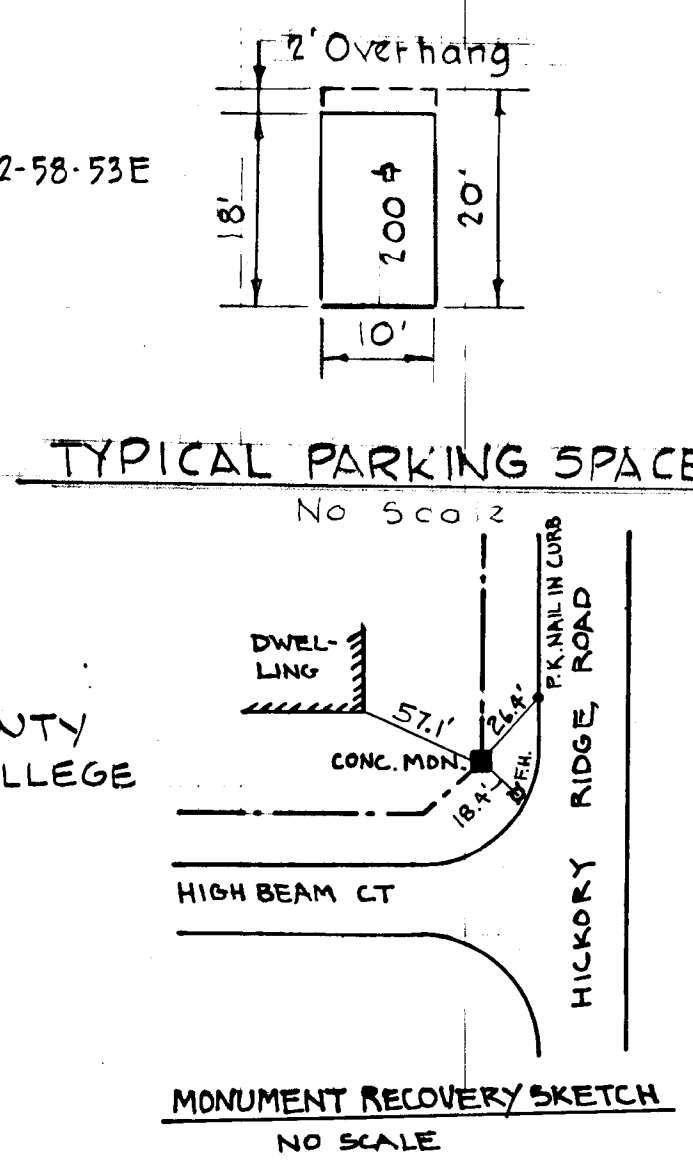 2' Overhang
2-58-53E
18'
200 ⌗
20'
10'
TYPICAL PARKING SPACE
No Scale
P.K. NAIL IN CURB
DWEL-
LING
57.1'
26.4'
CONC. MON.
F.H.
18.4'
UTY
LLEGE
HIGH BEAM CT
HICKORY RIDGE ROAD
MONUMENT RECOVERY SKETCH
NO SCALE